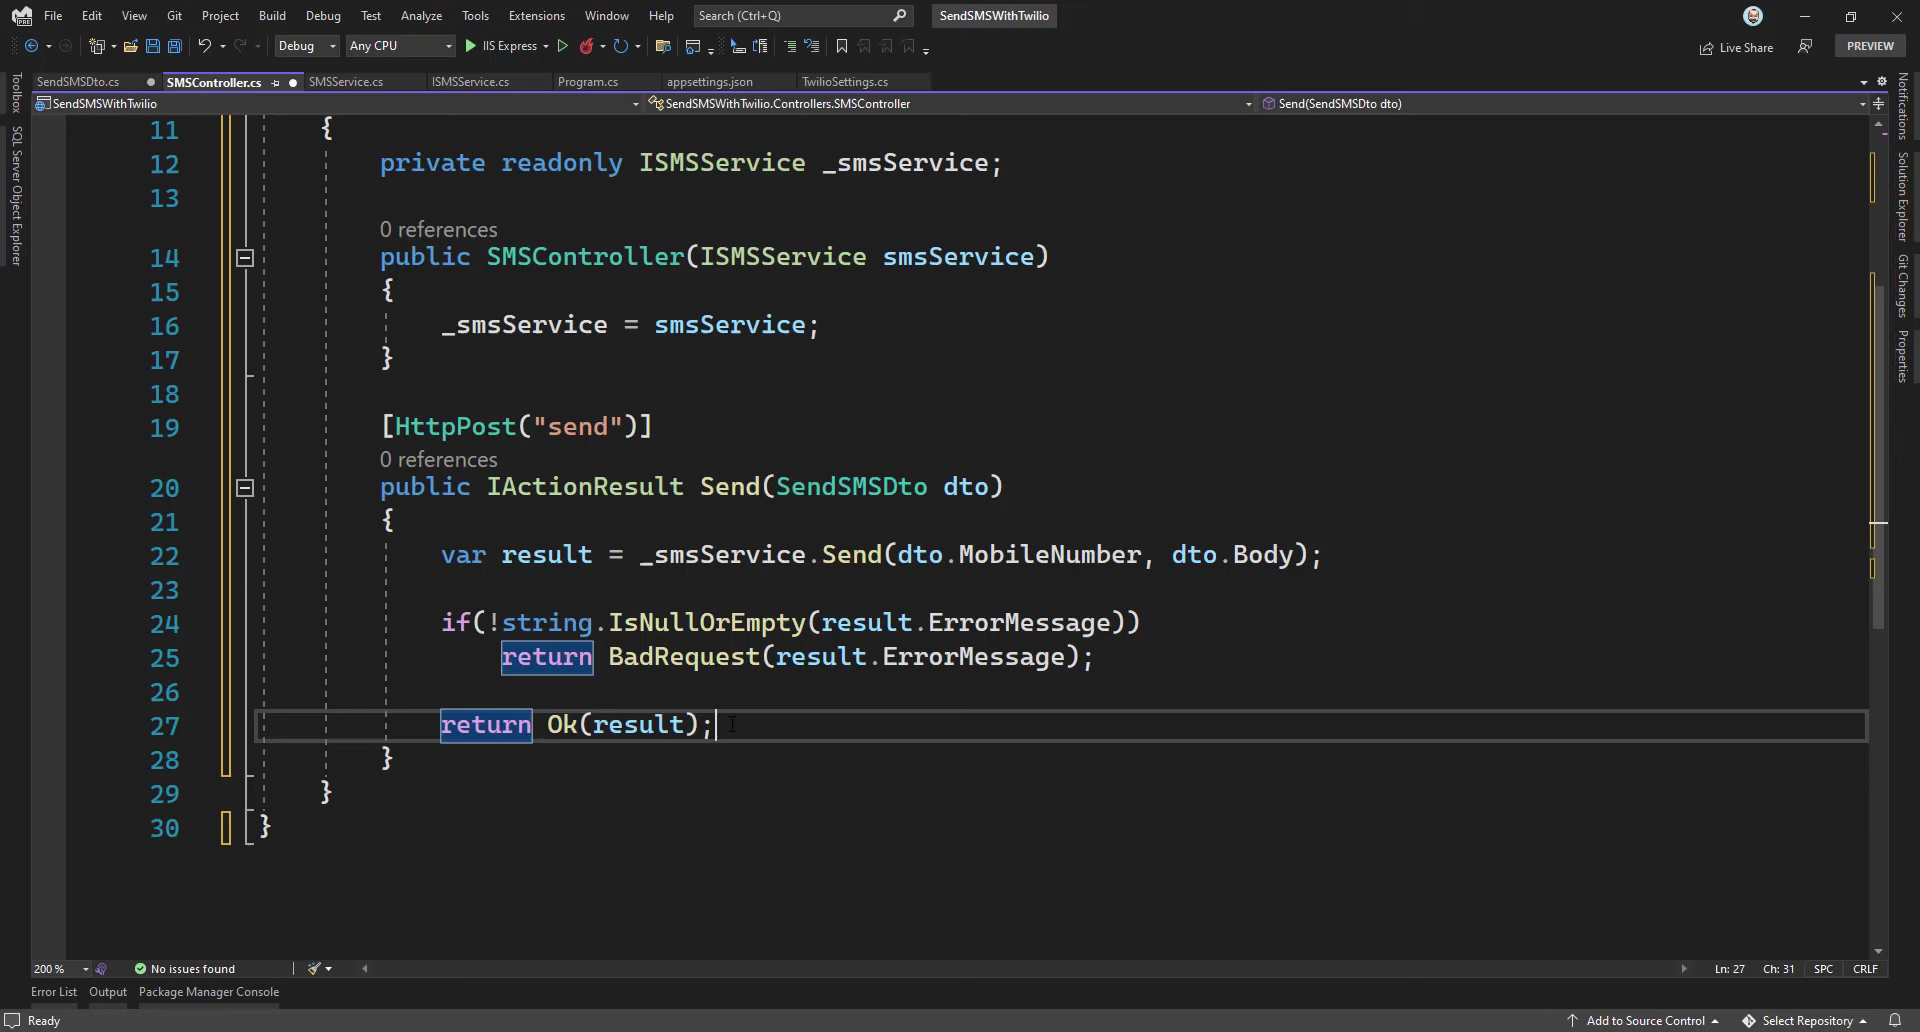 File Edit View Git Project Build Debug Test Analyze Tools Extensions Window Help Search (Ctrl+Q) SendSMSWithTwilio
Debug Any CPU IIS Express Live Share PREVIEW
SendSMSDto.cs SMSController.cs SMSService.cs ISMSService.cs Program.cs appsettings.json TwilioSettings.cs
SendSMSWithTwilio SendSMSWithTwilio.Controllers.SMSController Send(SendSMSDto dto)
Toolbox
SQL Server Object Explorer
Notifications
Solution Explorer
Git Changes
Properties
11 {
12 private readonly ISMSService _smsService;
13
0 references
14 public SMSController(ISMSService smsService)
15 {
16 _smsService = smsService;
17 }
18
19 [HttpPost("send")]
0 references
20 public IActionResult Send(SendSMSDto dto)
21 {
22 var result = _smsService.Send(dto.MobileNumber, dto.Body);
23
24 if(!string.IsNullOrEmpty(result.ErrorMessage))
25 return BadRequest(result.ErrorMessage);
26
27 return Ok(result);
28 }
29 }
30 }
200 % No issues found Ln: 27 Ch: 31 SPC CRLF
Error List Output Package Manager Console
Ready Add to Source Control Select Repository